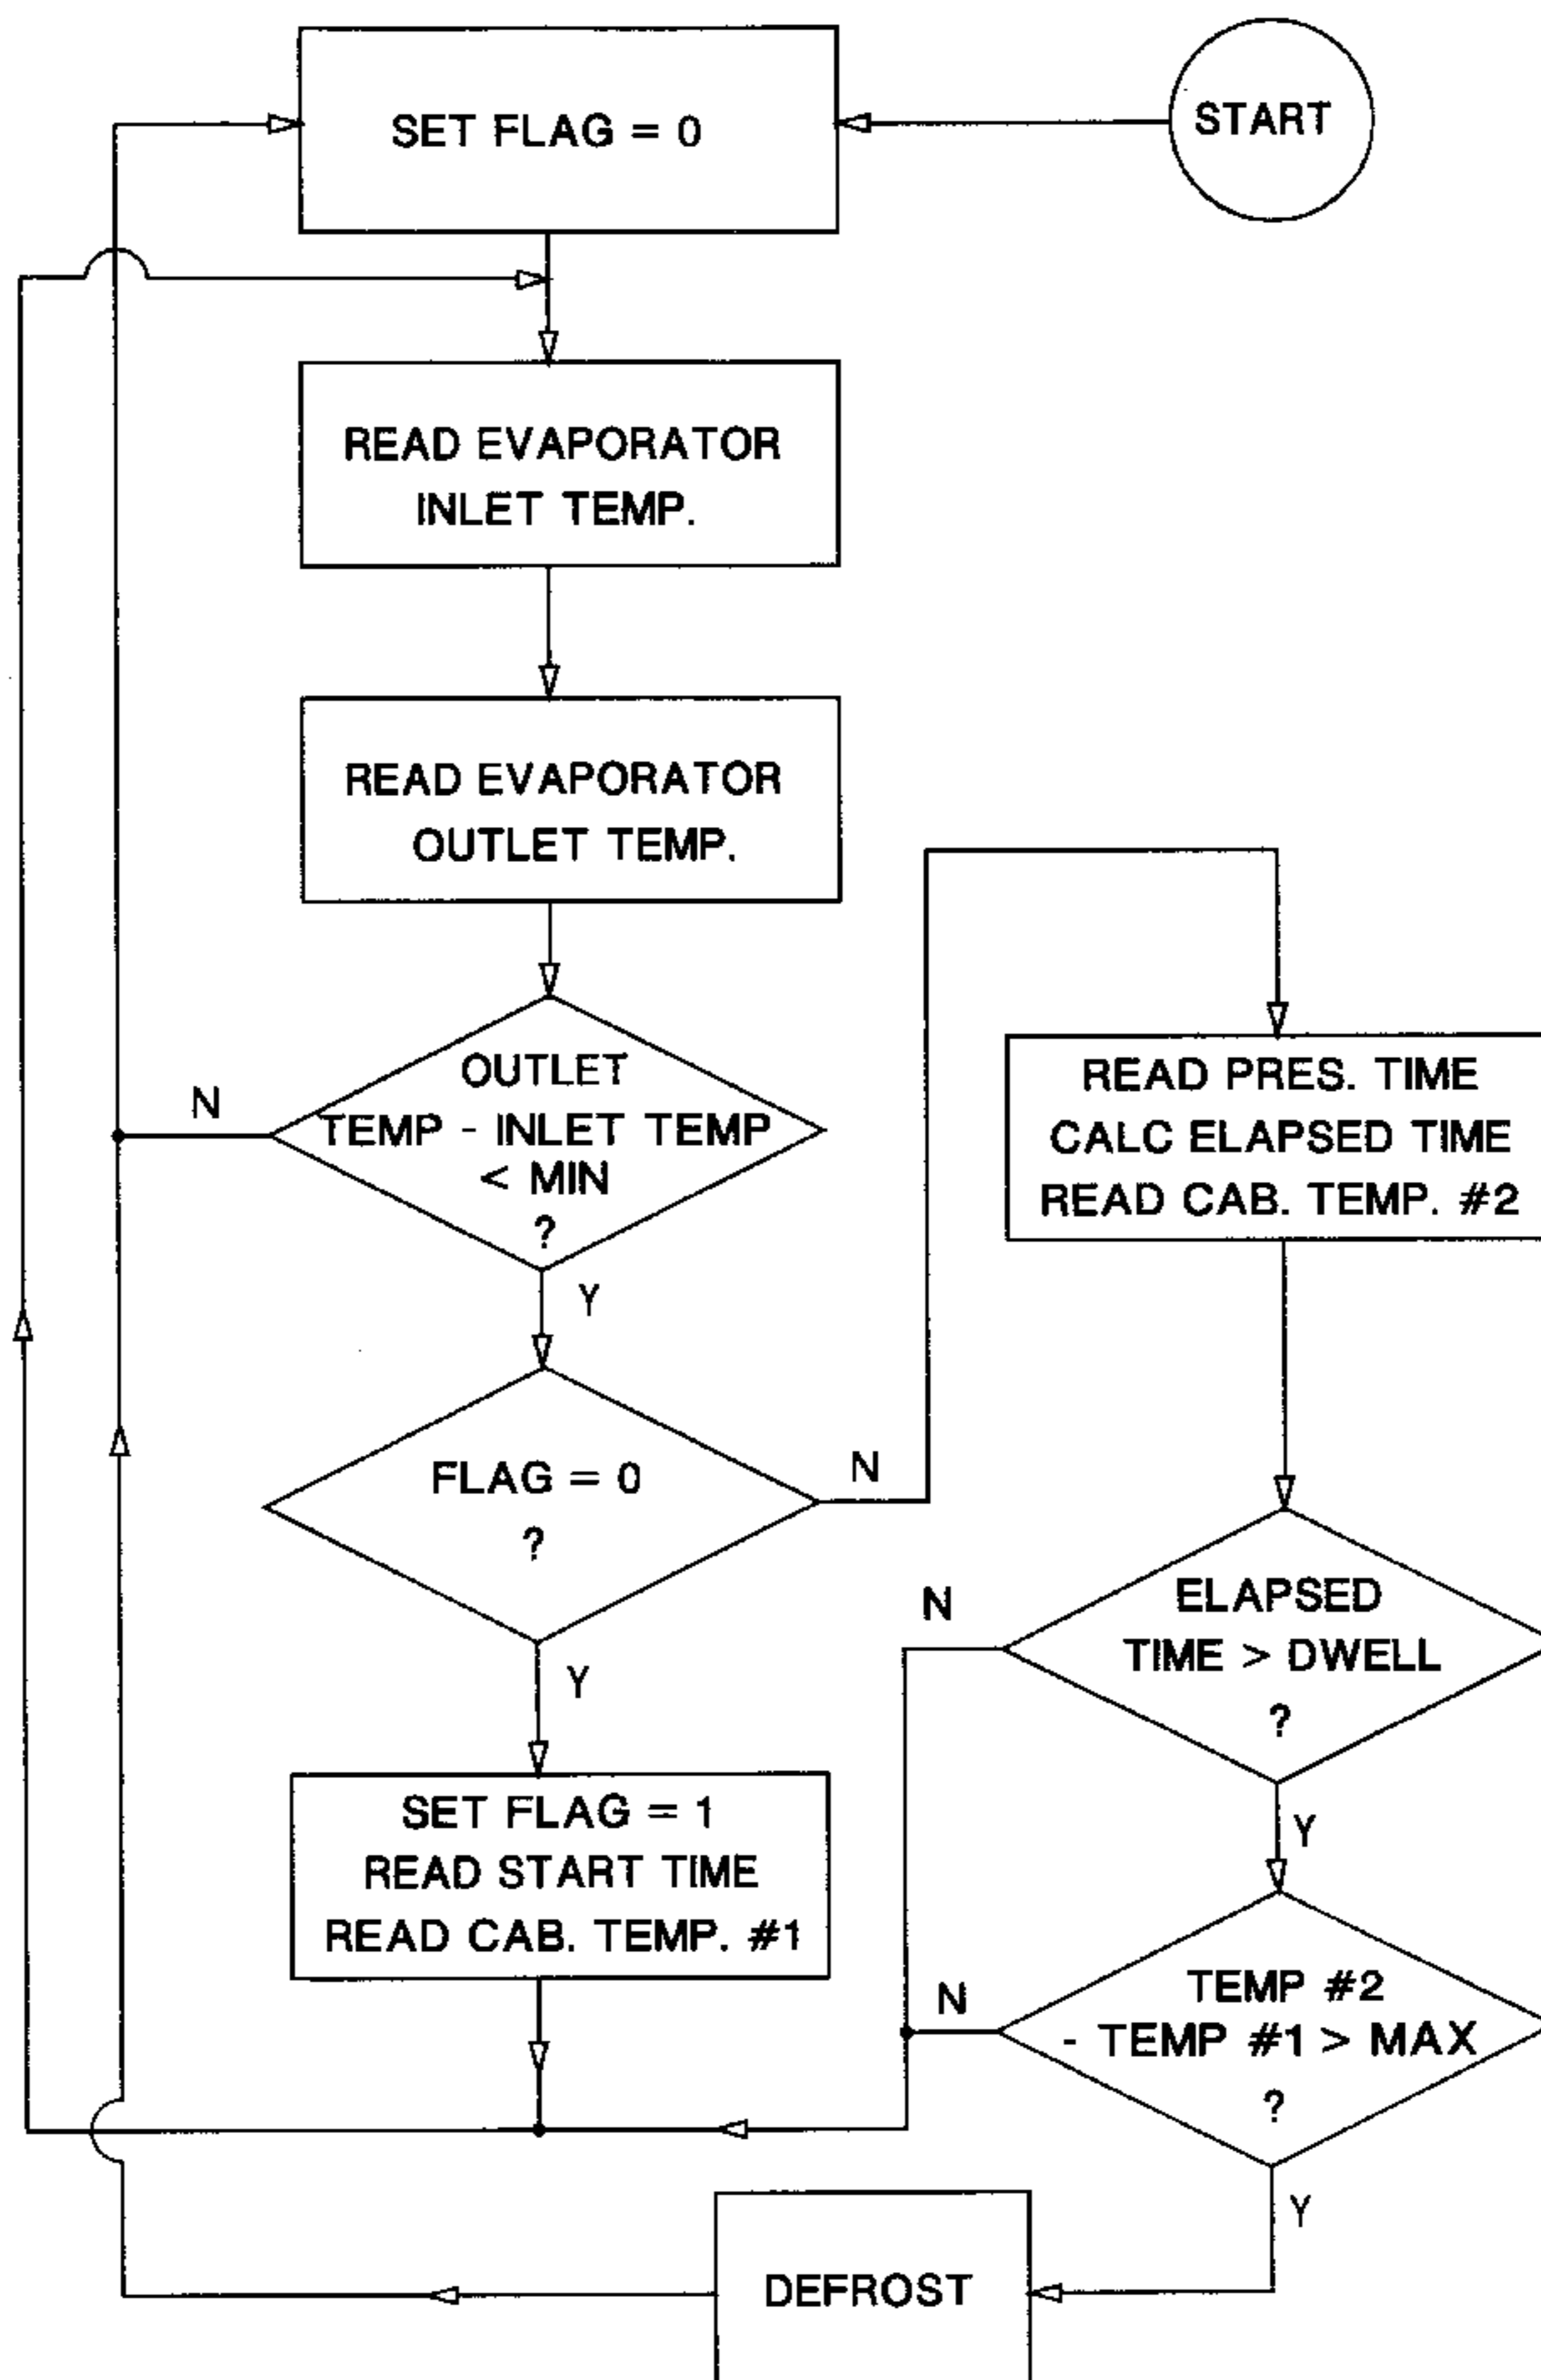 START
SET FLAG = 0
READ EVAPORATOR
INLET TEMP.
READ EVAPORATOR
OUTLET TEMP.
OUTLET
TEMP - INLET TEMP
< MIN
?
N
Y
FLAG = 0
?
N
Y
SET FLAG = 1
READ START TIME
READ CAB. TEMP. #1
READ PRES. TIME
CALC ELAPSED TIME
READ CAB. TEMP. #2
ELAPSED
TIME > DWELL
?
N
Y
TEMP #2
- TEMP #1 > MAX
?
N
Y
DEFROST